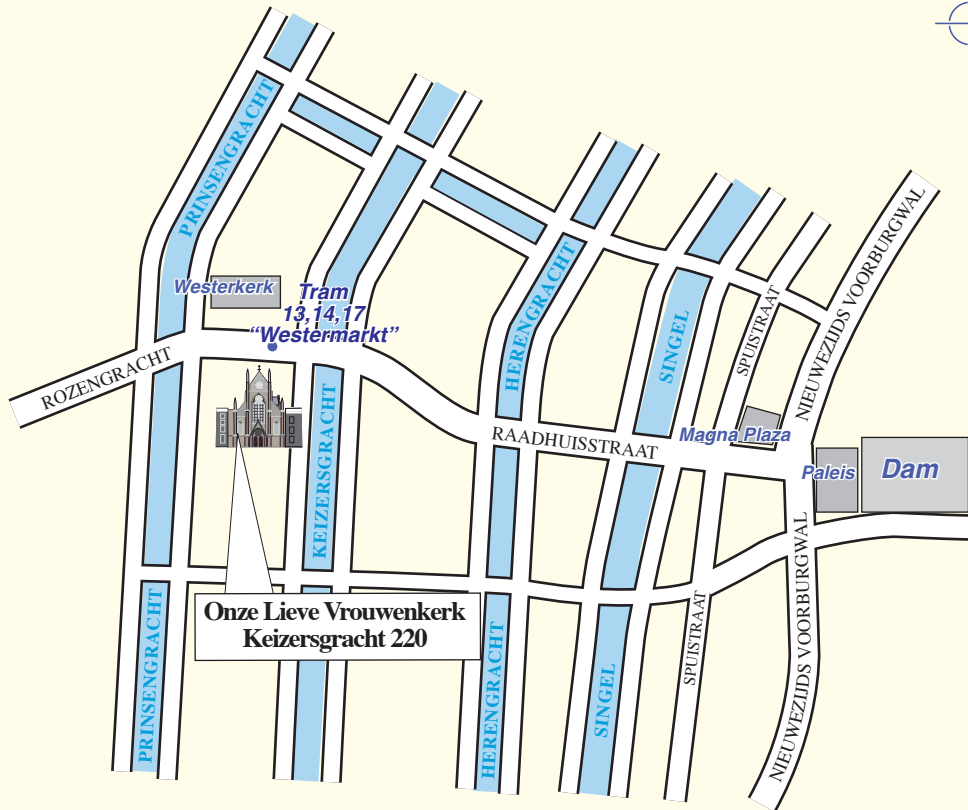 PRINSENGRACHT
Westerkerk
Tram
13,14,17
“Westermarkt”
ROZENGRACHT
KEIZERSGRACHT
HERENGRACHT
SINGEL
SPUISTRAAT
NIEUWEZIJDS VOORBURGWAL
RAADHUISSTRAAT
Magna Plaza
Paleis
Dam
Onze Lieve Vrouwenkerk
Keizersgracht 220
PRINSENGRACHT
HERENGRACHT
SINGEL
SPUISTRAAT
NIEUWEZIJDS VOORBURGWAL